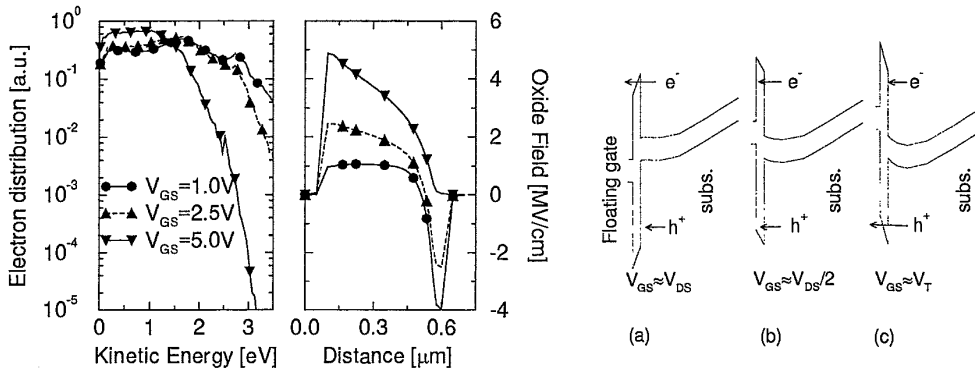 Electron distribution [a.u.]
10⁰
10⁻¹
10⁻²
10⁻³
10⁻⁴
10⁻⁵
V_GS=1.0V
V_GS=2.5V
V_GS=5.0V
0 1 2 3
Kinetic Energy [eV]
6
4
2
0
-2
-4
Oxide Field [MV/cm]
0.0 0.3 0.6
Distance [μm]
Floating gate
e⁻
h⁺
subs.
V_GS≈V_DS
(a)
e⁻
h⁺
subs.
V_GS≈V_DS/2
(b)
e⁻
h⁺
subs.
V_GS≈V_T
(c)